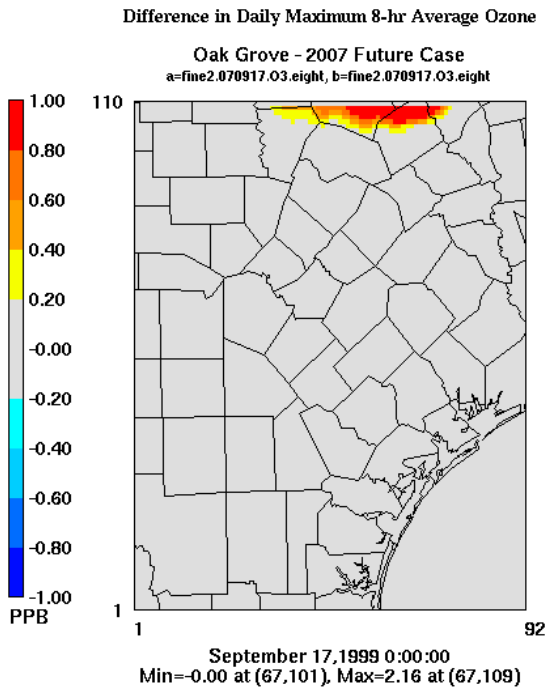 Difference in Daily Maximum 8-hr Average Ozone
Oak Grove - 2007 Future Case
a=fine2.070917.O3.eight, b=fine2.070917.O3.eight
1.00
0.80
0.60
0.40
0.20
-0.00
-0.20
-0.40
-0.60
-0.80
-1.00
PPB
110
1
1
92
September 17,1999 0:00:00
Min=-0.00 at (67,101), Max=2.16 at (67,109)